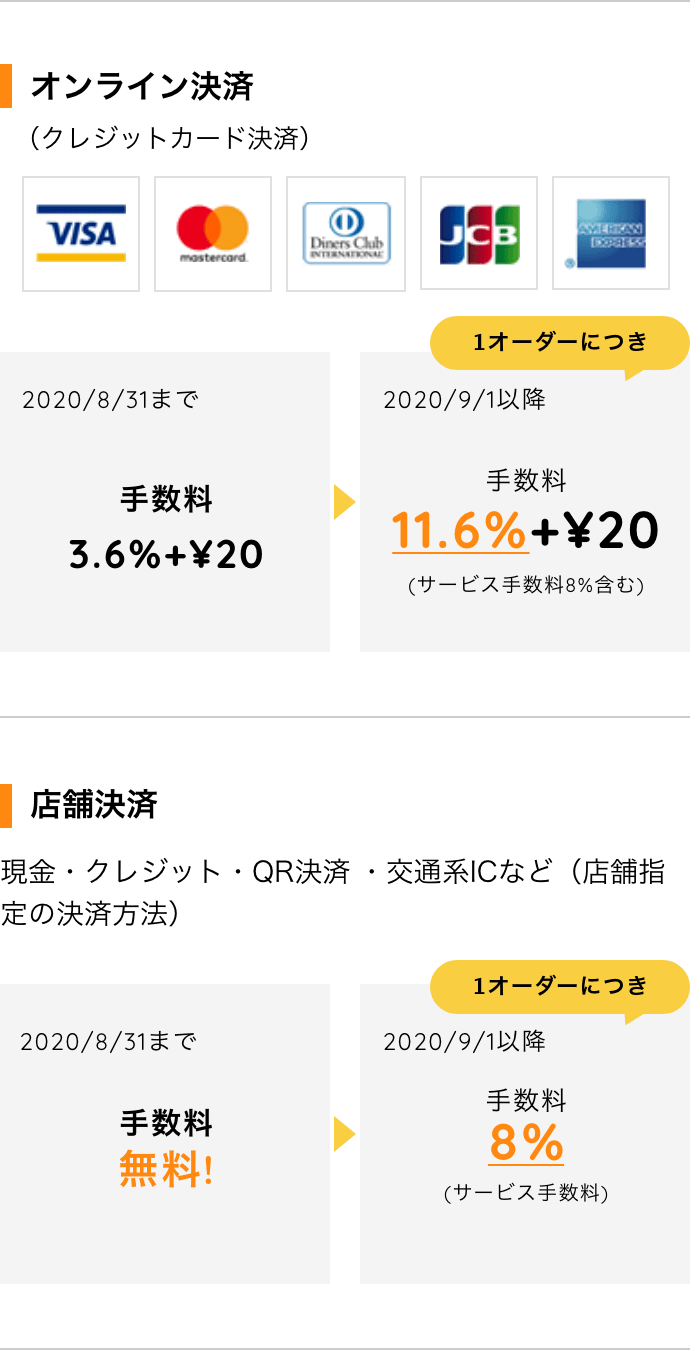 オンライン決済
（クレジットカード決済）
VISA
mastercard.
Diners Club
INTERNATIONAL
JCB
AMERICAN
EXPRESS
®
1オーダーにつき
2020/8/31まで
手数料
3.6%+¥20
2020/9/1以降
手数料
11.6%+¥20
(サービス手数料8%含む)
店舗決済
現金・クレジット・QR決済 ・交通系ICなど（店舗指
定の決済方法）
1オーダーにつき
2020/8/31まで
手数料
無料!
2020/9/1以降
手数料
8%
(サービス手数料)